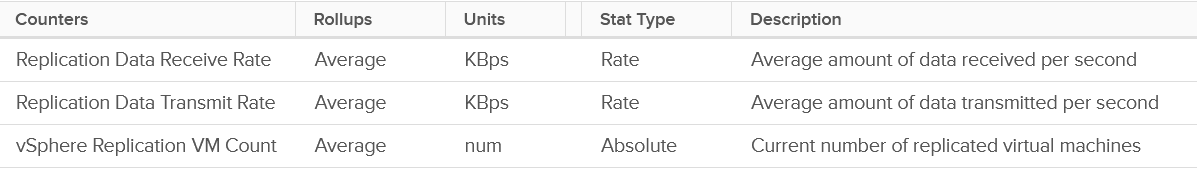 Counters Rollups Units Stat Type Description
Replication Data Receive Rate Average KBps Rate Average amount of data received per second
Replication Data Transmit Rate Average KBps Rate Average amount of data transmitted per second
vSphere Replication VM Count Average num Absolute Current number of replicated virtual machines